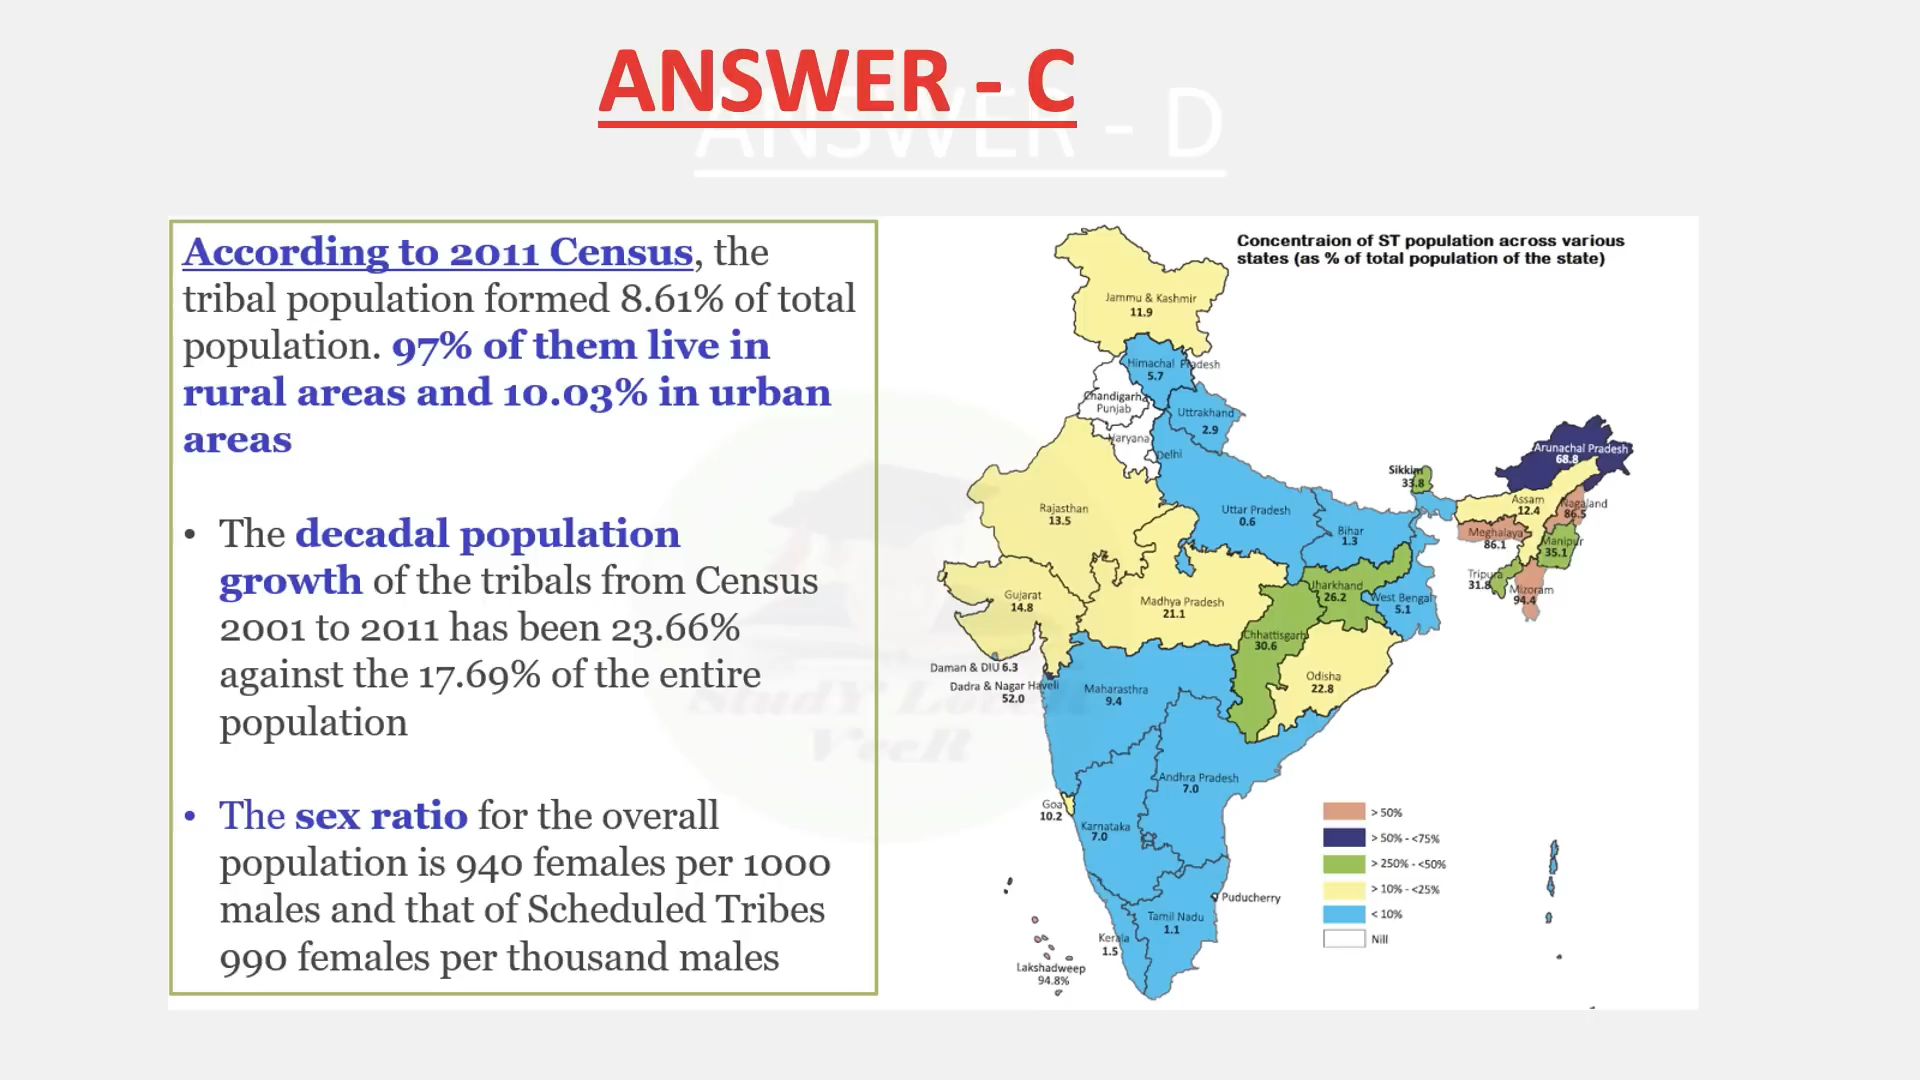 ANSWER - C
ANSWER - D
According to 2011 Census, the
tribal population formed 8.61% of total
population. 97% of them live in
rural areas and 10.03% in urban
areas
• The decadal population
growth of the tribals from Census
2001 to 2011 has been 23.66%
against the 17.69% of the entire
population
• The sex ratio for the overall
population is 940 females per 1000
males and that of Scheduled Tribes
990 females per thousand males
StudY LoveR
VeeR
Concentraion of ST population across various
states (as % of total population of the state)
Jammu & Kashmir
11.9
Himachal Pradesh
5.7
Chandigarh
Punjab
Uttrakhand
2.9
Haryana
Delhi
Rajasthan
13.5
Uttar Pradesh
0.6
Bihar
1.3
Sikkim
33.8
Arunachal Pradesh
68.8
Assam
12.4
Nagaland
86.5
Meghalaya
86.1
Manipur
35.1
Tripura
31.8
Mizoram
94.4
Gujarat
14.8
Madhya Pradesh
21.1
Jharkhand
26.2
West Bengal
5.1
Chhattisgarh
30.6
Odisha
22.8
Daman & DIU 6.3
Dadra & Nagar Haveli
52.0
Maharasthra
9.4
Andhra Pradesh
7.0
Goa
10.2
Karnataka
7.0
Puducherry
Tamil Nadu
1.1
Kerala
1.5
Lakshadweep
94.8%
> 50%
> 50% - <75%
> 250% - <50%
> 10% - <25%
< 10%
Nill